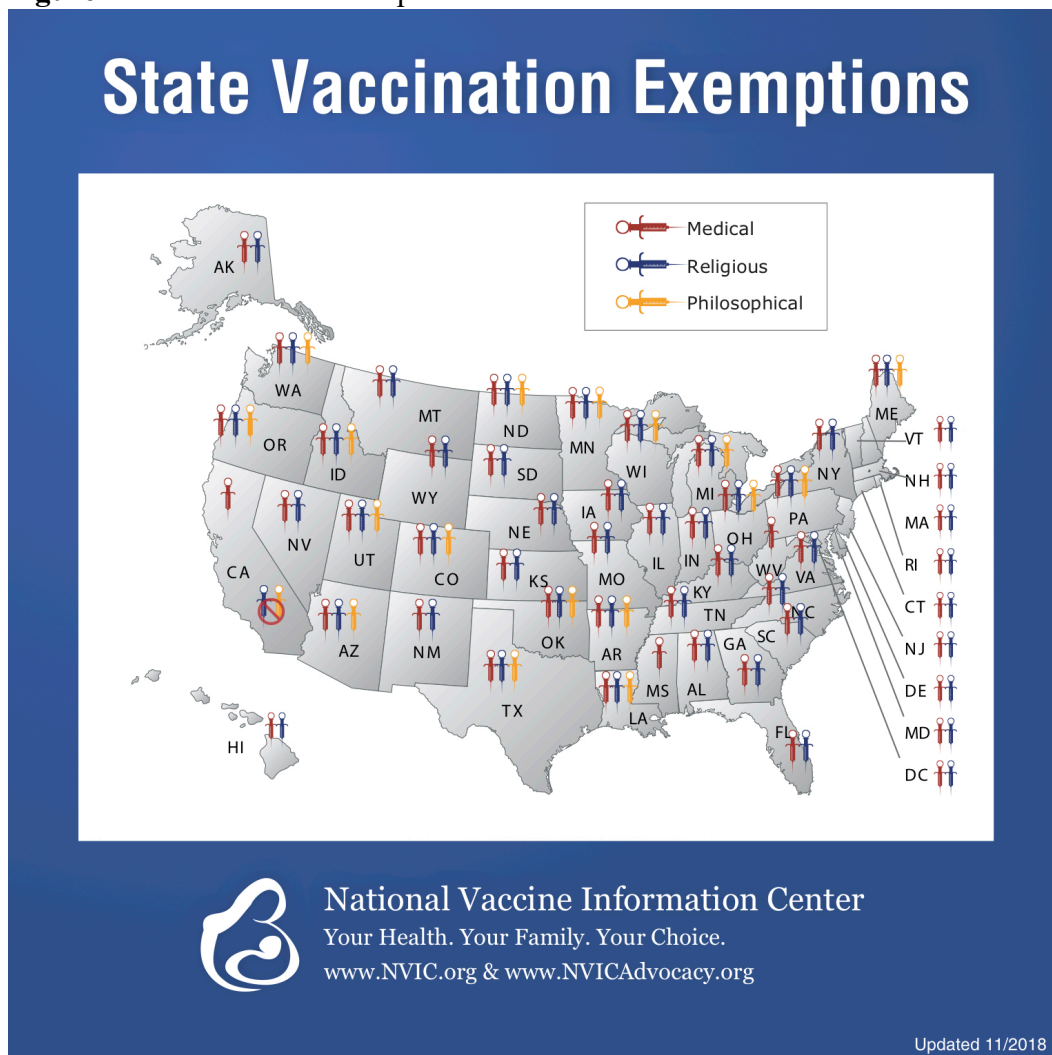 State Vaccination Exemptions
Medical
Religious
Philosophical
AK
WA
MT
ND
MN
ME
VT
OR
ID
SD
WI
NY
NH
WY
MI
MA
NV
NE
IA
PA
UT
CO
IL
IN
OH
RI
CA
KS
MO
WV
VA
CT
KY
NC
TN
NJ
AZ
NM
OK
AR
SC
GA
DE
MS
AL
TX
LA
FL
MD
HI
DC
National Vaccine Information Center
Your Health. Your Family. Your Choice.
www.NVIC.org & www.NVICAdvocacy.org
Updated 11/2018